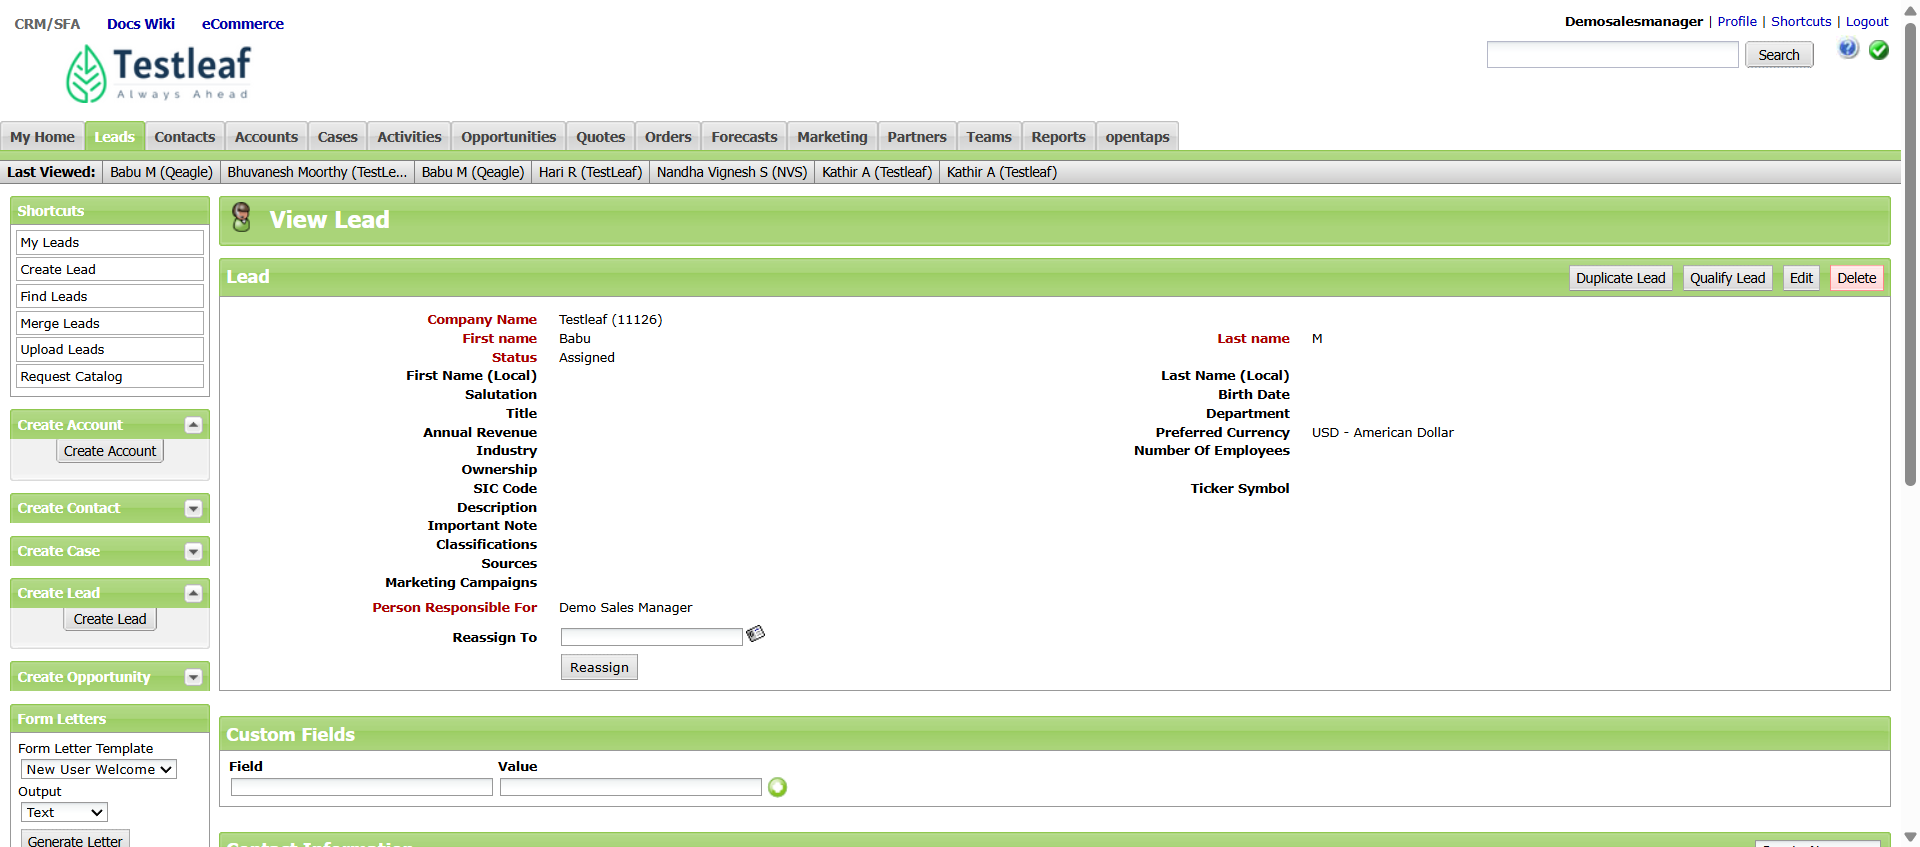 CRM/SFA Docs Wiki eCommerce
Demosalesmanager | Profile | Shortcuts | Logout
Testleaf
Always Ahead
Search
My Home Leads Contacts Accounts Cases Activities Opportunities Quotes Orders Forecasts Marketing Partners Teams Reports opentaps
Last Viewed: Babu M (Qeagle) Bhuvanesh Moorthy (TestLe... Babu M (Qeagle) Hari R (TestLeaf) Nandha Vignesh S (NVS) Kathir A (Testleaf) Kathir A (Testleaf)
Shortcuts
My Leads
Create Lead
Find Leads
Merge Leads
Upload Leads
Request Catalog
Create Account
Create Account
Create Contact
Create Case
Create Lead
Create Lead
Create Opportunity
Form Letters
Form Letter Template
New User Welcome
Output
Text
Generate Letter
View Lead
Lead
Duplicate Lead Qualify Lead Edit Delete
Company Name Testleaf (11126)
First name Babu Last name M
Status Assigned
First Name (Local) Last Name (Local)
Salutation Birth Date
Title Department
Annual Revenue Preferred Currency USD - American Dollar
Industry Number Of Employees
Ownership
SIC Code Ticker Symbol
Description
Important Note
Classifications
Sources
Marketing Campaigns
Person Responsible For Demo Sales Manager
Reassign To
Reassign
Custom Fields
Field Value
Contact Information